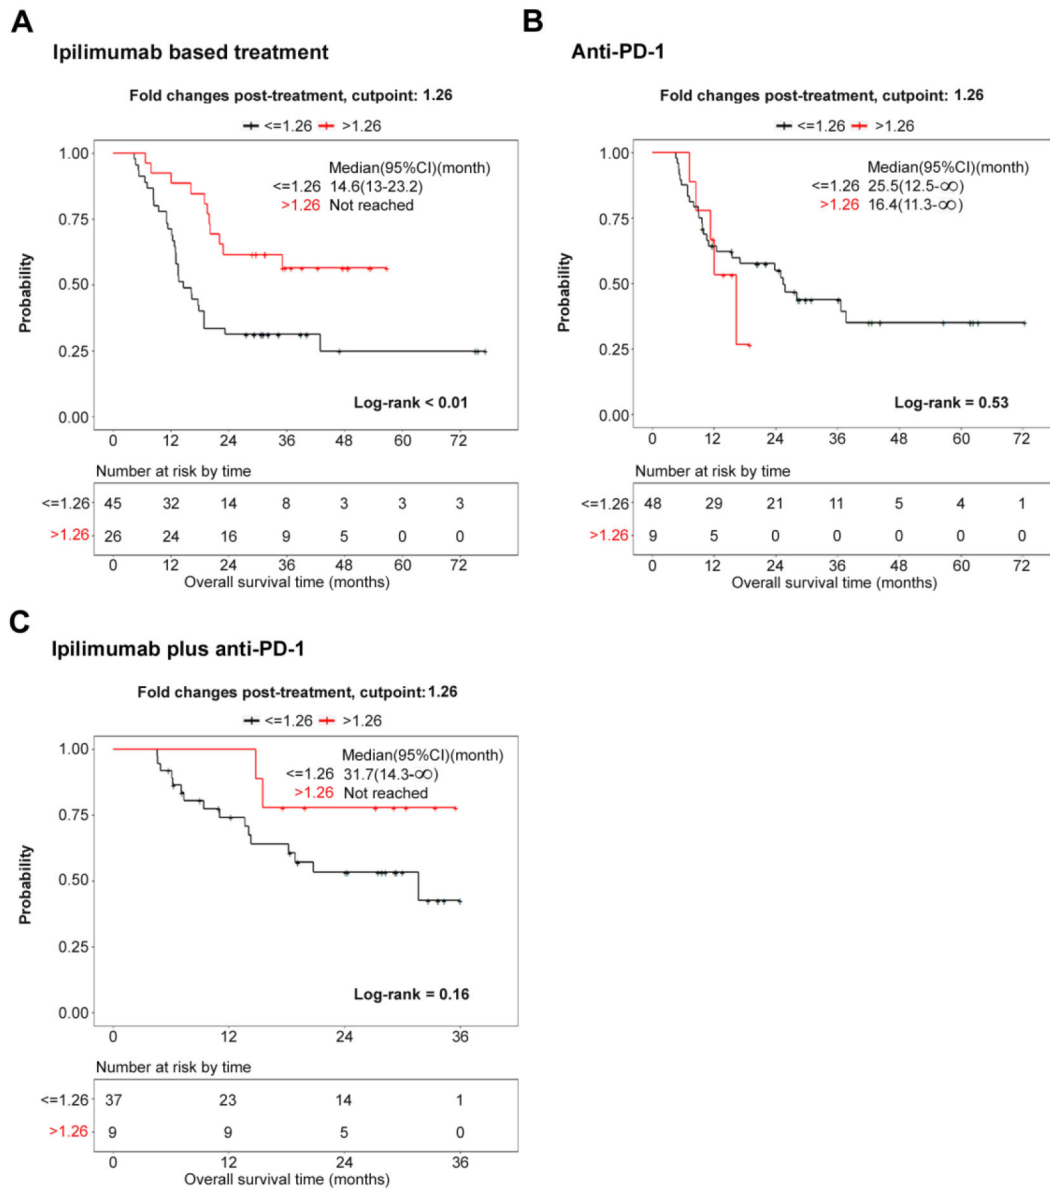 A
Ipilimumab based treatment
Fold changes post-treatment, cutpoint: 1.26
<=1.26 >1.26
Median(95%CI)(month)
<=1.26 14.6(13-23.2)
>1.26 Not reached
1.00
0.75
0.50
0.25
0.00
Probability
Log-rank < 0.01
0 12 24 36 48 60 72
Number at risk by time
<=1.26 45 32 14 8 3 3 3
>1.26 26 24 16 9 5 0 0
0 12 24 36 48 60 72
Overall survival time (months)
B
Anti-PD-1
Fold changes post-treatment, cutpoint: 1.26
<=1.26 >1.26
Median(95%CI)(month)
<=1.26 25.5(12.5-∞)
>1.26 16.4(11.3-∞)
1.00
0.75
0.50
0.25
0.00
Probability
Log-rank = 0.53
0 12 24 36 48 60 72
Number at risk by time
<=1.26 48 29 21 11 5 4 1
>1.26 9 5 0 0 0 0 0
0 12 24 36 48 60 72
Overall survival time (months)
C
Ipilimumab plus anti-PD-1
Fold changes post-treatment, cutpoint: 1.26
<=1.26 >1.26
Median(95%CI)(month)
<=1.26 31.7(14.3-∞)
>1.26 Not reached
1.00
0.75
0.50
0.25
0.00
Probability
Log-rank = 0.16
0 12 24 36
Number at risk by time
<=1.26 37 23 14 1
>1.26 9 9 5 0
0 12 24 36
Overall survival time (months)